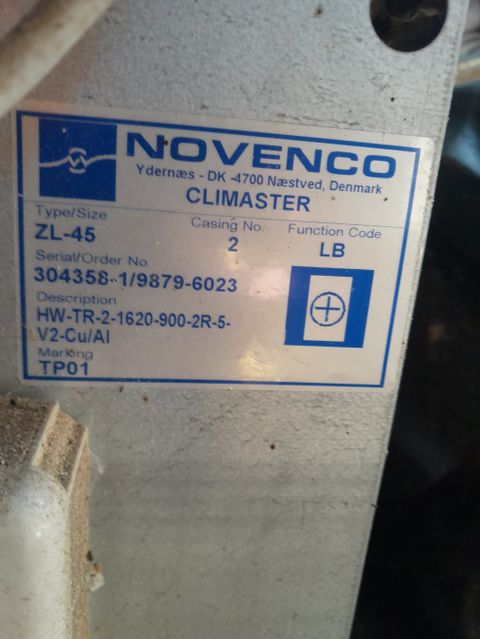 NOVENCO
Ydernæs - DK -4700 Næstved, Denmark
CLIMASTER
Type/Size Casing No. Function Code
ZL-45 2 LB
Serial/Order No.
304358-1/9879-6023
Description
HW-TR-2-1620-900-2R-5-
V2-Cu/Al
Marking
TP01